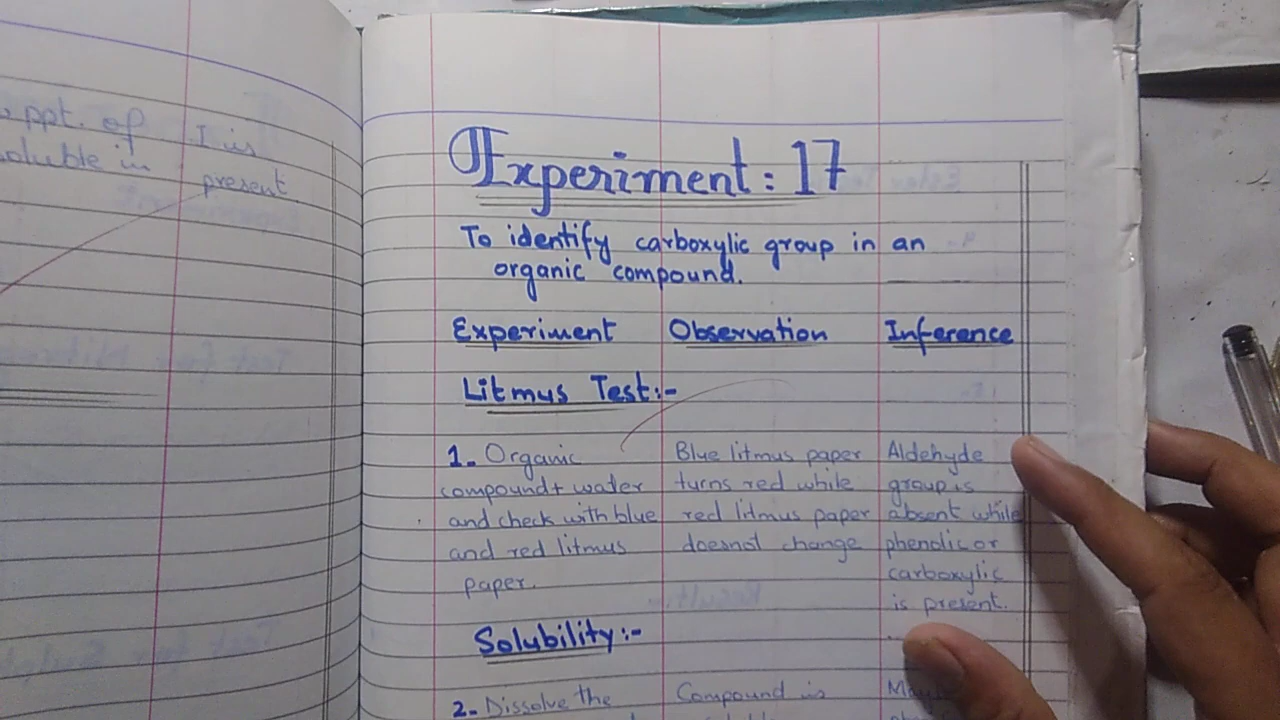 ppt. of I is
soluble in present
Experiment: 17
To identify carboxylic group in an
organic compound.
Experiment Observation Inference
Litmus Test:-
1. Organic
compound+ water
and check with blue
and red litmus
paper.
Blue litmus paper
turns red while
red litmus paper
doesnot change
Aldehyde
group is
absent while
phenolic or
carboxylic
is present.
Solubility:-
2. Dissolve the
Compound is